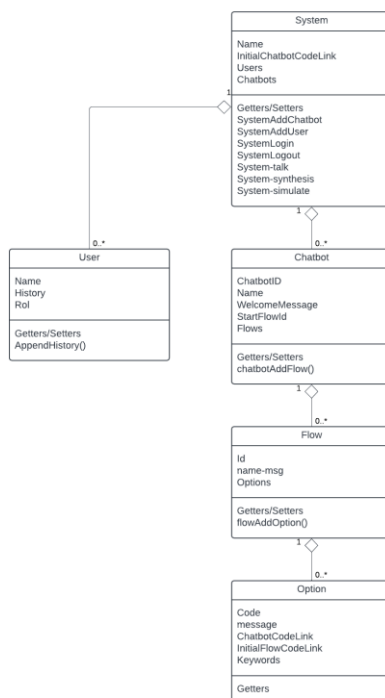 System
Name
InitialChatbotCodeLink
Users
Chatbots
Getters/Setters
SystemAddChatbot
SystemAddUser
SystemLogin
SystemLogout
System-talk
System-synthesis
System-simulate
1
1
0..*
0..*
User
Name
History
Rol
Getters/Setters
AppendHistory()
Chatbot
ChatbotID
Name
WelcomeMessage
StartFlowId
Flows
Getters/Setters
chatbotAddFlow()
1
0..*
Flow
Id
name-msg
Options
Getters/Setters
flowAddOption()
1
0..*
Option
Code
message
ChatbotCodeLink
InitialFlowCodeLink
Keywords
Getters